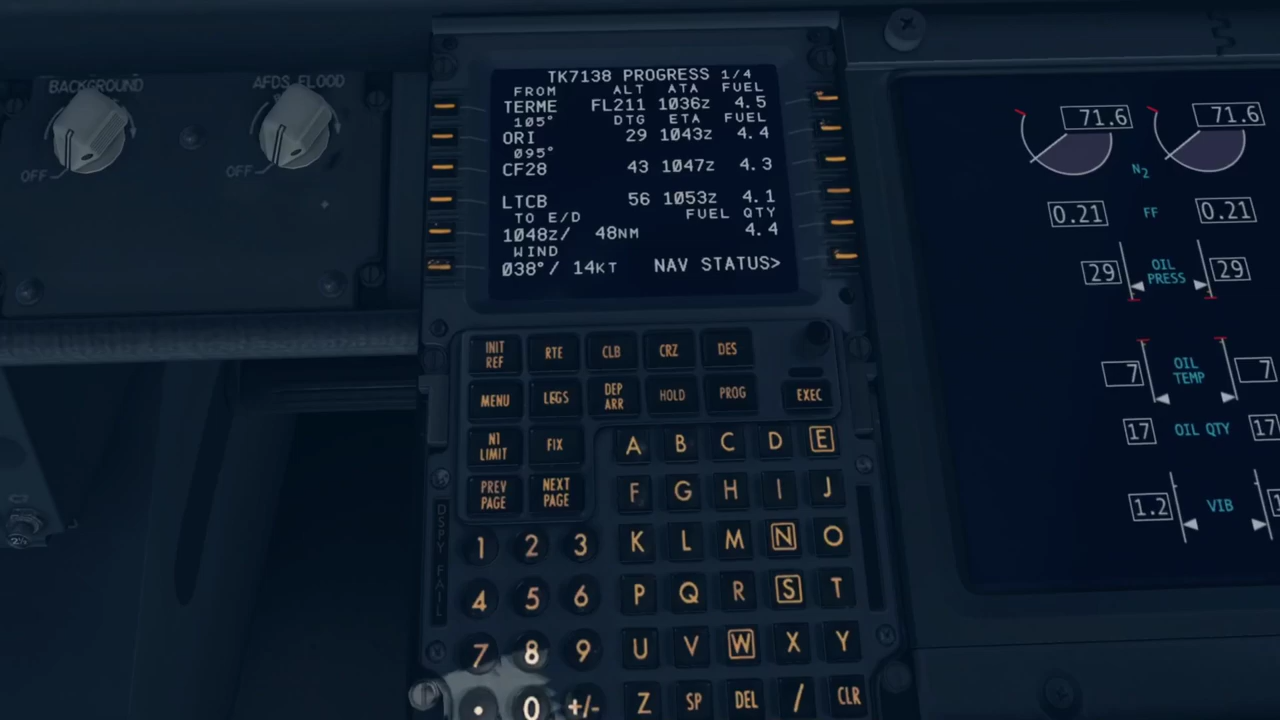 BACKGROUND
AFDS FLOOD
OFF
OFF
TK7138 PROGRESS 1/4
FROM ALT ATA FUEL
TERME FL211 1036z 4.5
105° DTG ETA FUEL
ORI 29 1043z 4.4
095°
CF28 43 1047z 4.3
LTCB 56 1053z 4.1
TO E/D FUEL QTY
1048z/ 48NM 4.4
WIND
038°/ 14KT NAV STATUS>
INIT REF RTE CLB CRZ DES
MENU LEGS DEP ARR HOLD PROG EXEC
N1 LIMIT FIX A B C D E
PREV PAGE NEXT PAGE F G H I J
1 2 3 K L M N O
4 5 6 P Q R S T
7 8 9 U V W X Y
. 0 +/- Z SP DEL / CLR
DSPY FAIL
71.6 71.6
N2
0.21 FF 0.21
29 OIL PRESS 29
7 OIL TEMP 7
17 OIL QTY 17
1.2 VIB